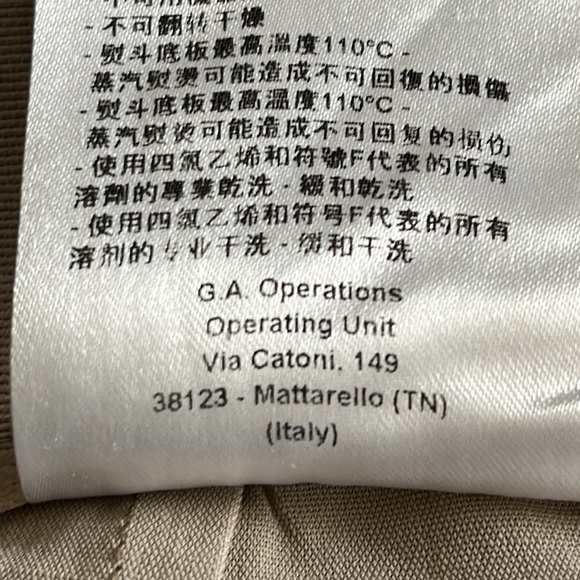 - 不可翻转干燥
- 熨斗底板最高溫度110°C -
蒸汽熨燙可能造成不可回復的損傷
- 熨斗底板最高温度110°C -
蒸汽熨烫可能造成不可回复的损伤
- 使用四氯乙烯和符號F代表的所有
溶劑的專業乾洗 - 緩和乾洗
- 使用四氯乙烯和符号F代表的所有
溶剂的专业干洗 - 缓和干洗
G.A. Operations
Operating Unit
Via Catoni, 149
38123 - Mattarello (TN)
(Italy)